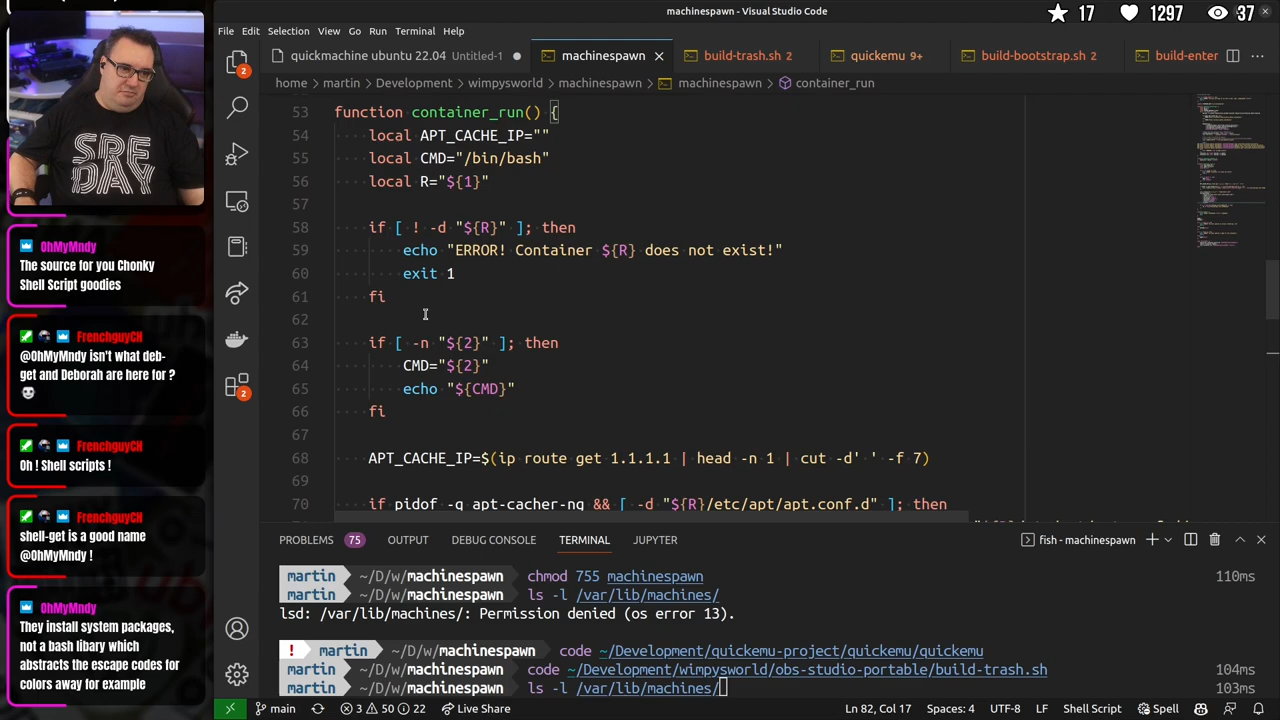 machinespawn - Visual Studio Code
17 1297 37
File Edit Selection View Go Run Terminal Help
quickmachine ubuntu 22.04 Untitled-1 machinespawn build-trash.sh 2 quickemu 9+ build-bootstrap.sh 2 build-enter
home > martin > Development > wimpysworld > machinespawn > machinespawn > container_run
53 function container_run() {
54 local APT_CACHE_IP=""
55 local CMD="/bin/bash"
56 local R="${1}"
57
58 if [ ! -d "${R}" ]; then
59 echo "ERROR! Container ${R} does not exist!"
60 exit 1
61 fi
62
63 if [ -n "${2}" ]; then
64 CMD="${2}"
65 echo "${CMD}"
66 fi
67
68 APT_CACHE_IP=$(ip route get 1.1.1.1 | head -n 1 | cut -d' ' -f 7)
69
70 if pidof -q apt-cacher-ng && [ -d "${R}/etc/apt/apt.conf.d" ]; then
PROBLEMS 75 OUTPUT DEBUG CONSOLE TERMINAL JUPYTER fish - machinespawn
martin ~/D/w/machinespawn chmod 755 machinespawn 110ms
martin ~/D/w/machinespawn ls -l /var/lib/machines/
lsd: /var/lib/machines/: Permission denied (os error 13).
! martin ~/D/w/machinespawn code ~/Development/quickemu-project/quickemu/quickemu
martin ~/D/w/machinespawn code ~/Development/wimpysworld/obs-studio-portable/build-trash.sh 104ms
martin ~/D/w/machinespawn ls -l /var/lib/machines/ 103ms
main 3 50 22 Live Share Ln 82, Col 17 Spaces: 4 UTF-8 LF Shell Script Spell
SRE
DAY
OhMyMndy
The source for you Chonky
Shell Script goodies
FrenchguyCH
@OhMyMndy isn't what deb-
get and Deborah are here for ?
FrenchguyCH
Oh ! Shell scripts !
FrenchguyCH
shell-get is a good name
@OhMyMndy !
OhMyMndy
They install system packages,
not a bash libary which
abstracts the escape codes for
colors away for example
2
2